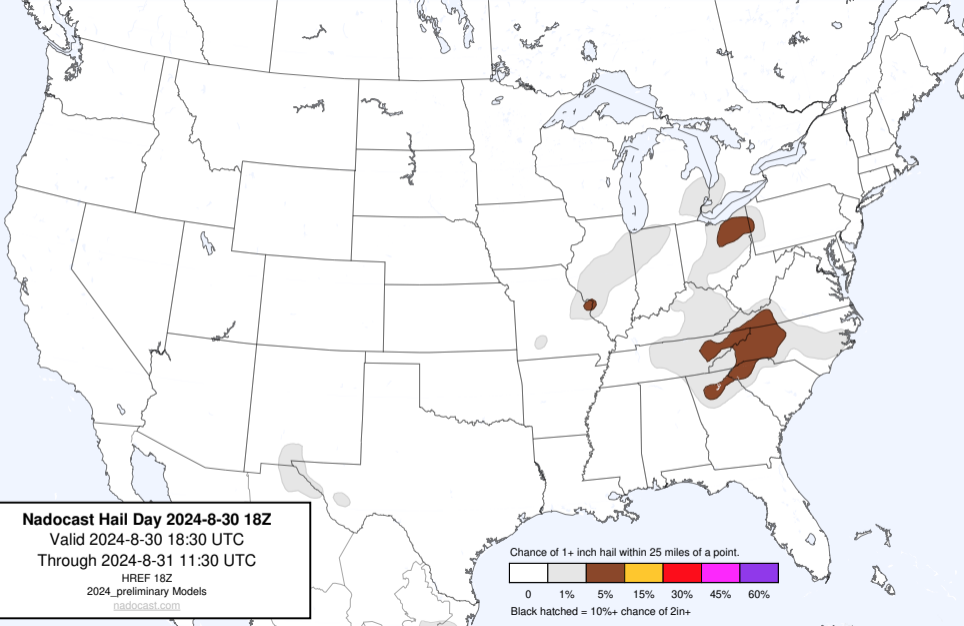 Nadocast Hail Day 2024-8-30 18Z
Valid 2024-8-30 18:30 UTC
Through 2024-8-31 11:30 UTC
HREF 18Z
2024_preliminary Models
nadocast.com
Chance of 1+ inch hail within 25 miles of a point.
0 1% 5% 15% 30% 45% 60%
Black hatched = 10%+ chance of 2in+